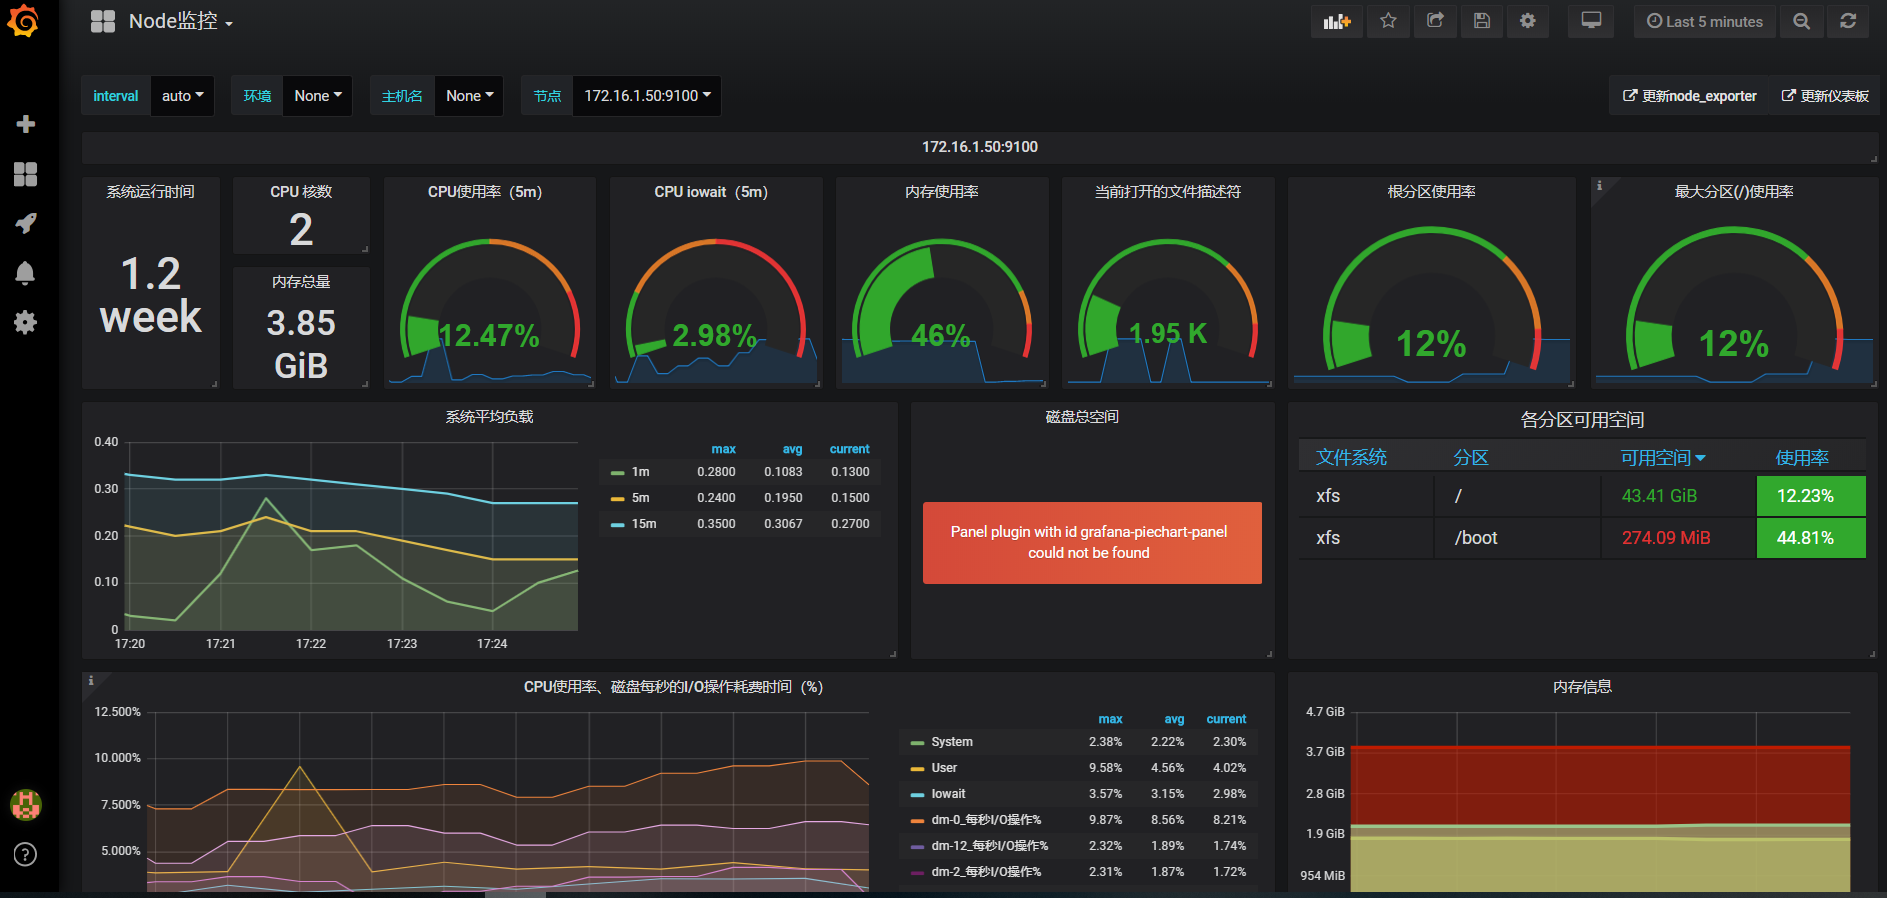 Node监控
Last 5 minutes
interval
auto
环境
None
主机名
None
节点
172.16.1.50:9100
更新node_exporter
更新仪表板
172.16.1.50:9100
系统运行时间
1.2
week
CPU 核数
2
内存总量
3.85
GiB
CPU使用率（5m）
12.47%
CPU iowait（5m）
2.98%
内存使用率
46%
当前打开的文件描述符
1.95 K
根分区使用率
12%
最大分区(/)使用率
12%
系统平均负载
0.40
0.30
0.20
0.10
0
17:20
17:21
17:22
17:23
17:24
max avg current
1m 0.2800 0.1083 0.1300
5m 0.2400 0.1950 0.1500
15m 0.3500 0.3067 0.2700
磁盘总空间
Panel plugin with id grafana-piechart-panel
could not be found
各分区可用空间
文件系统 分区 可用空间 使用率
xfs / 43.41 GiB 12.23%
xfs /boot 274.09 MiB 44.81%
CPU使用率、磁盘每秒的I/O操作耗费时间（%）
12.500%
10.000%
7.500%
5.000%
max avg current
System 2.38% 2.22% 2.30%
User 9.58% 4.56% 4.02%
Iowait 3.57% 3.15% 2.98%
dm-0_每秒I/O操作% 9.87% 8.56% 8.21%
dm-12_每秒I/O操作% 2.32% 1.89% 1.74%
dm-2_每秒I/O操作% 2.31% 1.87% 1.72%
内存信息
4.7 GiB
3.7 GiB
2.8 GiB
1.9 GiB
954 MiB